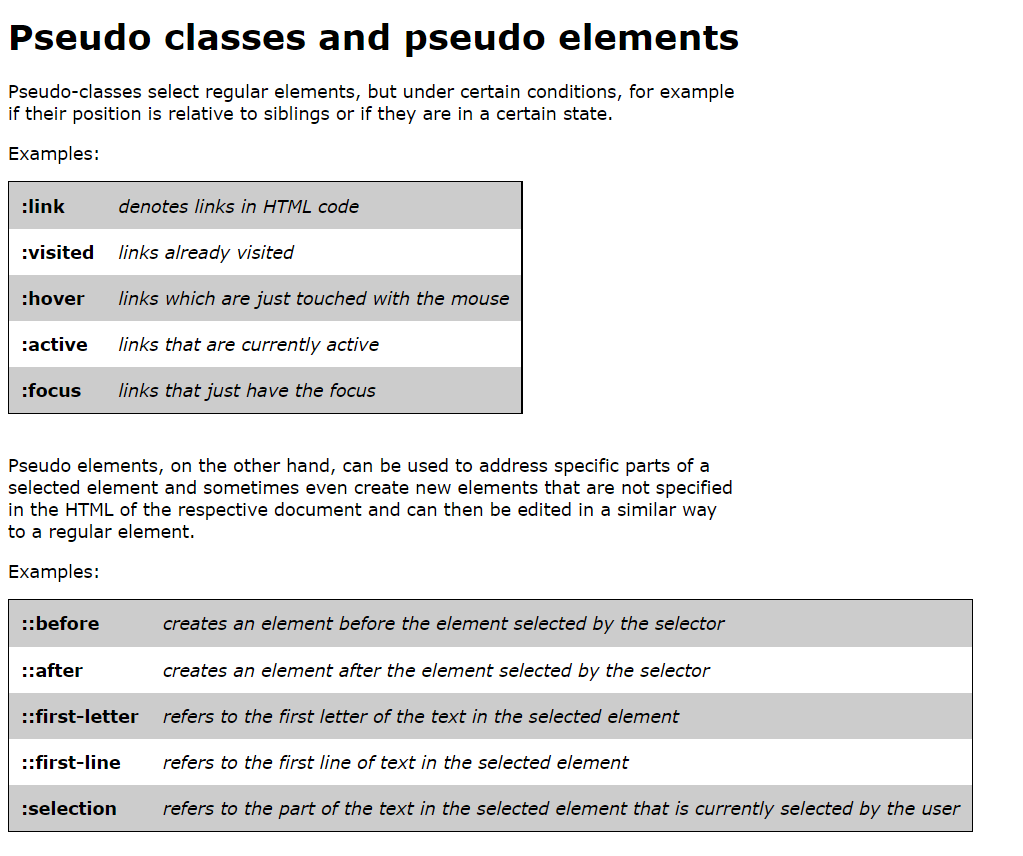 Pseudo classes and pseudo elements
Pseudo-classes select regular elements, but under certain conditions, for example
if their position is relative to siblings or if they are in a certain state.
Examples:
:link denotes links in HTML code
:visited links already visited
:hover links which are just touched with the mouse
:active links that are currently active
:focus links that just have the focus
Pseudo elements, on the other hand, can be used to address specific parts of a
selected element and sometimes even create new elements that are not specified
in the HTML of the respective document and can then be edited in a similar way
to a regular element.
Examples:
::before creates an element before the element selected by the selector
::after creates an element after the element selected by the selector
::first-letter refers to the first letter of the text in the selected element
::first-line refers to the first line of text in the selected element
:selection refers to the part of the text in the selected element that is currently selected by the user